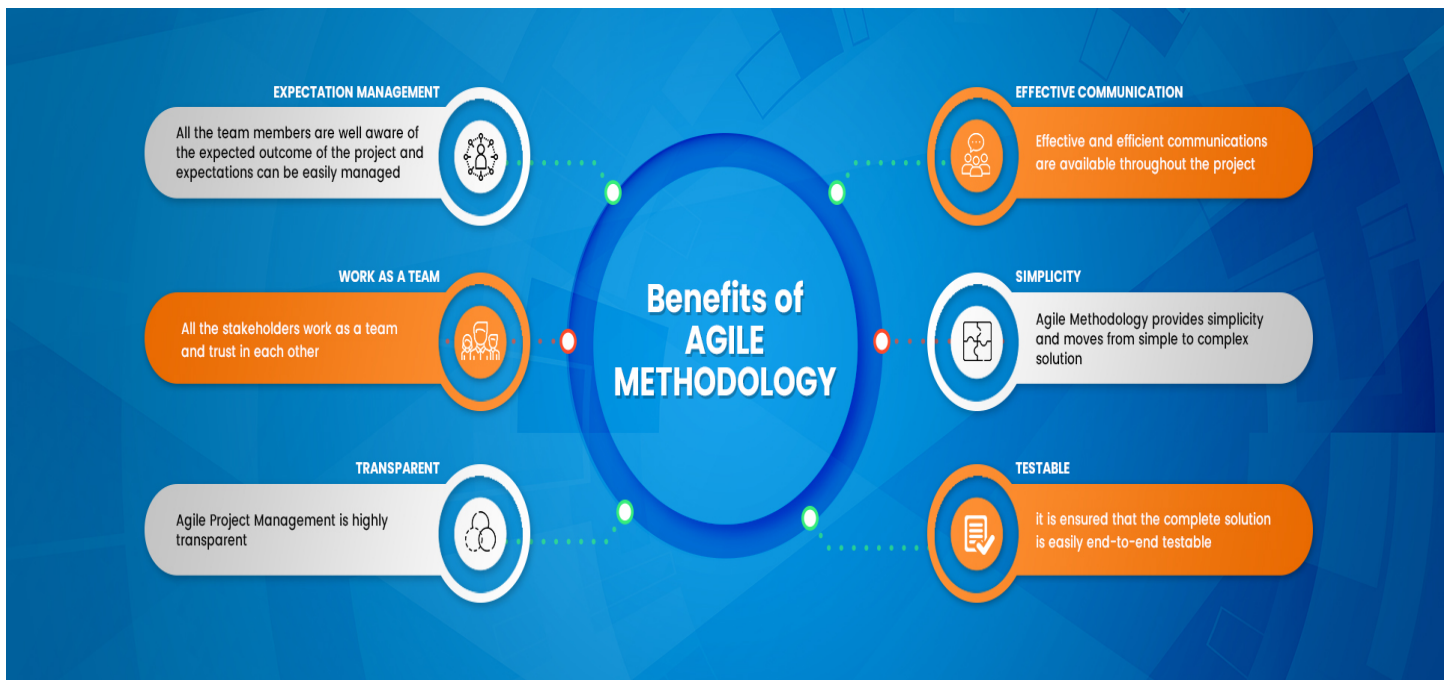 EXPECTATION MANAGEMENT
All the team members are well aware of
the expected outcome of the project and
expectations can be easily managed
WORK AS A TEAM
All the stakeholders work as a team
and trust in each other
TRANSPARENT
Agile Project Management is highly
transparent
Benefits of
AGILE
METHODOLOGY
EFFECTIVE COMMUNICATION
Effective and efficient communications
are available throughout the project
SIMPLICITY
Agile Methodology provides simplicity
and moves from simple to complex
solution
TESTABLE
it is ensured that the complete solution
is easily end-to-end testable